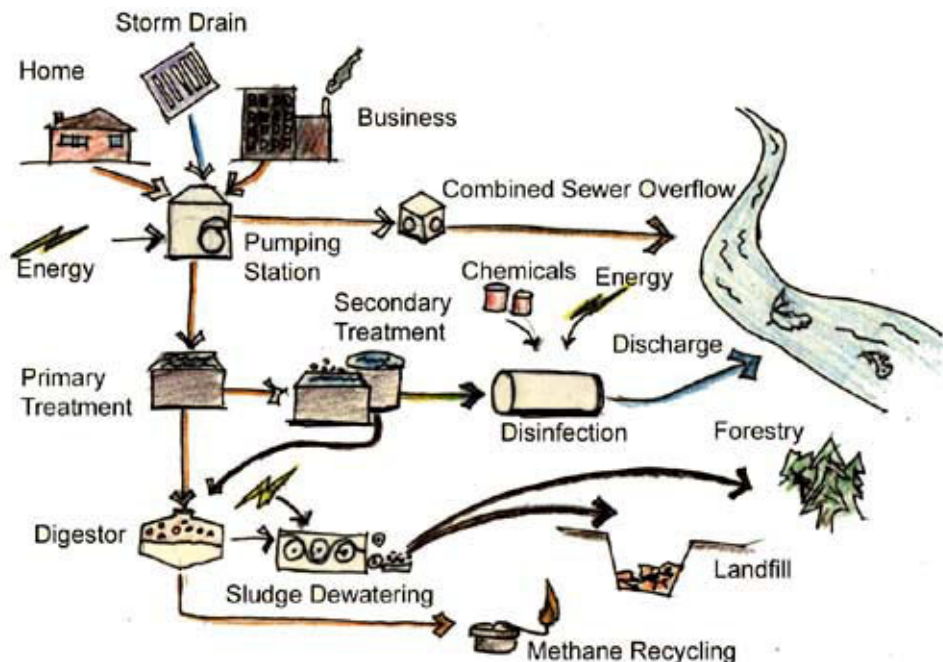 Storm Drain
Home
Business
Combined Sewer Overflow
Energy
Pumping
Station
Chemicals
Energy
Secondary
Treatment
Discharge
Primary
Treatment
Disinfection
Forestry
Digestor
Sludge Dewatering
Landfill
Methane Recycling